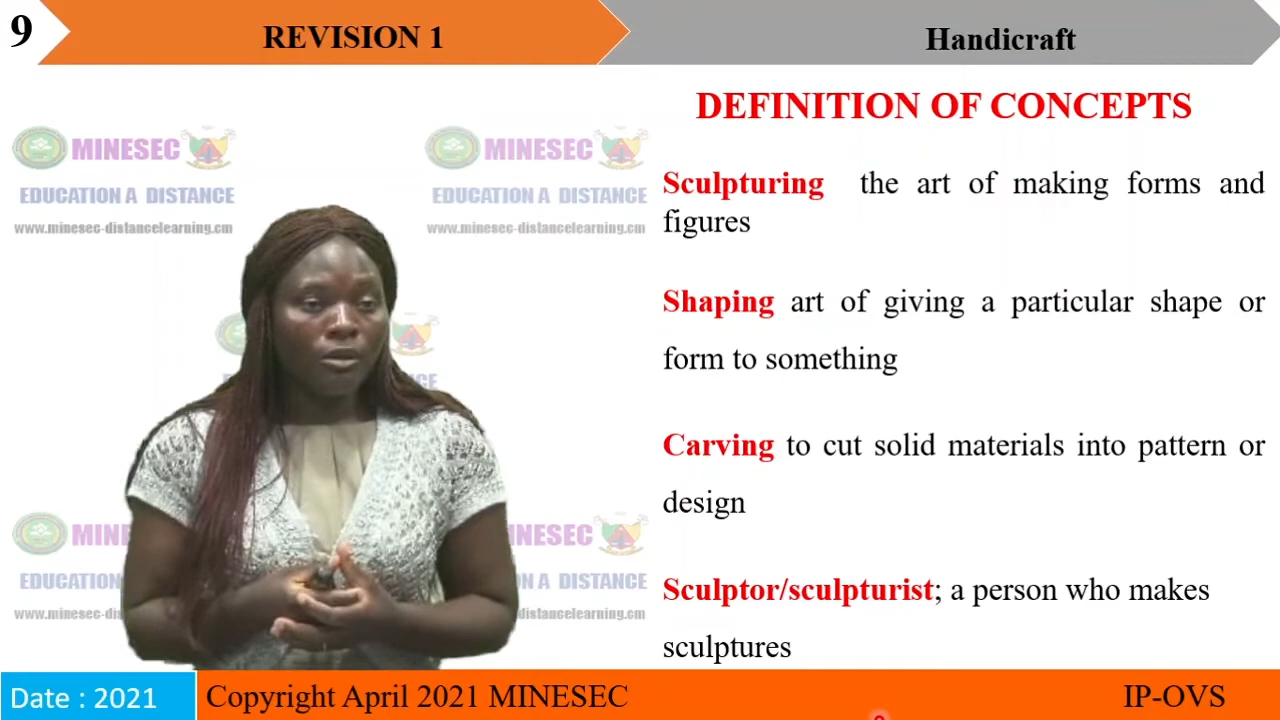 9
REVISION 1
Handicraft
DEFINITION OF CONCEPTS
MINESEC
EDUCATION A DISTANCE
www.minesec-distancelearning.cm
MINESEC
EDUCATION A DISTANCE
www.minesec-distancelearning.cm
Sculpturing the art of making forms and
figures
Shaping art of giving a particular shape or
form to something
Carving to cut solid materials into pattern or
design
Sculptor/sculpturist; a person who makes
sculptures
Date : 2021
Copyright April 2021 MINESEC
IP-OVS